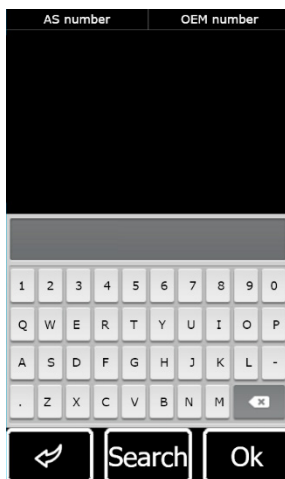 AS number OEM number
1 2 3 4 5 6 7 8 9 0
Q W E R T Y U I O P
A S D F G H J K L -
. Z X C V B N M
Search Ok